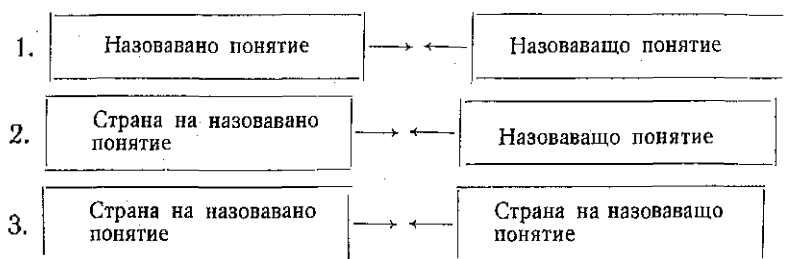 1. Назовавано понятие → ← Назоваващо понятие
2. Страна на назовавано понятие → ← Назоваващо понятие
3. Страна на назовавано понятие → ← Страна на назоваващо понятие